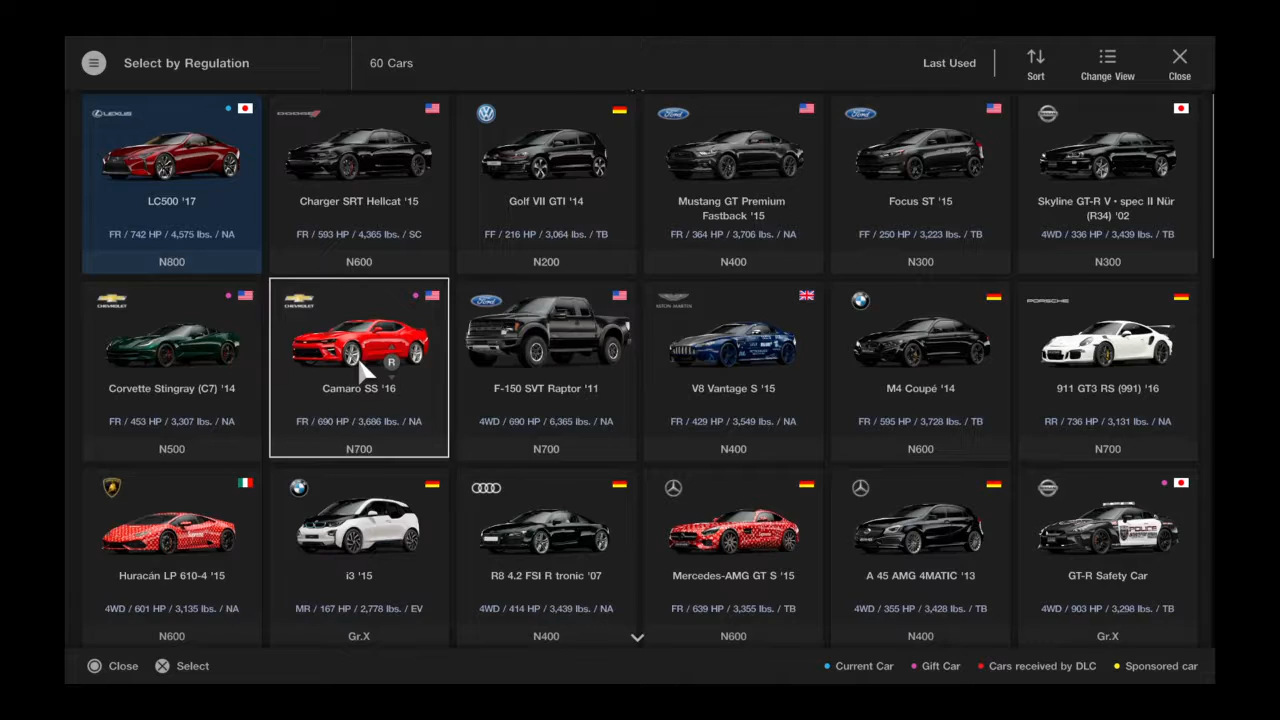 Select by Regulation
60 Cars
Last Used
Sort
Change View
Close
LEXUS
LC500 '17
FR / 742 HP / 4,575 lbs. / NA
N800
DODGE
Charger SRT Hellcat '15
FR / 593 HP / 4,365 lbs. / SC
N600
Golf VII GTI '14
FF / 216 HP / 3,064 lbs. / TB
N200
Ford
Mustang GT Premium
Fastback '15
FR / 364 HP / 3,706 lbs. / NA
N400
Ford
Focus ST '15
FF / 250 HP / 3,223 lbs. / TB
N300
Skyline GT-R V • spec II Nür
(R34) '02
4WD / 336 HP / 3,439 lbs. / TB
N300
CHEVROLET
Corvette Stingray (C7) '14
FR / 453 HP / 3,307 lbs. / NA
N500
CHEVROLET
R
Camaro SS '16
FR / 690 HP / 3,686 lbs. / NA
N700
Ford
F-150 SVT Raptor '11
4WD / 690 HP / 6,365 lbs. / NA
N700
ASTON MARTIN
V8 Vantage S '15
FR / 429 HP / 3,549 lbs. / NA
N400
M4 Coupé '14
FR / 595 HP / 3,728 lbs. / TB
N600
PORSCHE
911 GT3 RS (991) '16
RR / 736 HP / 3,131 lbs. / NA
N700
Huracán LP 610-4 '15
4WD / 601 HP / 3,135 lbs. / NA
N600
i3 '15
MR / 167 HP / 2,778 lbs. / EV
Gr.X
R8 4.2 FSI R tronic '07
4WD / 414 HP / 3,439 lbs. / NA
N400
Mercedes-AMG GT S '15
FR / 639 HP / 3,355 lbs. / TB
N600
A 45 AMG 4MATIC '13
4WD / 355 HP / 3,428 lbs. / TB
N400
POLICE
GT-R Safety Car
4WD / 903 HP / 3,298 lbs. / TB
Gr.X
Close
Select
Current Car
Gift Car
Cars received by DLC
Sponsored car